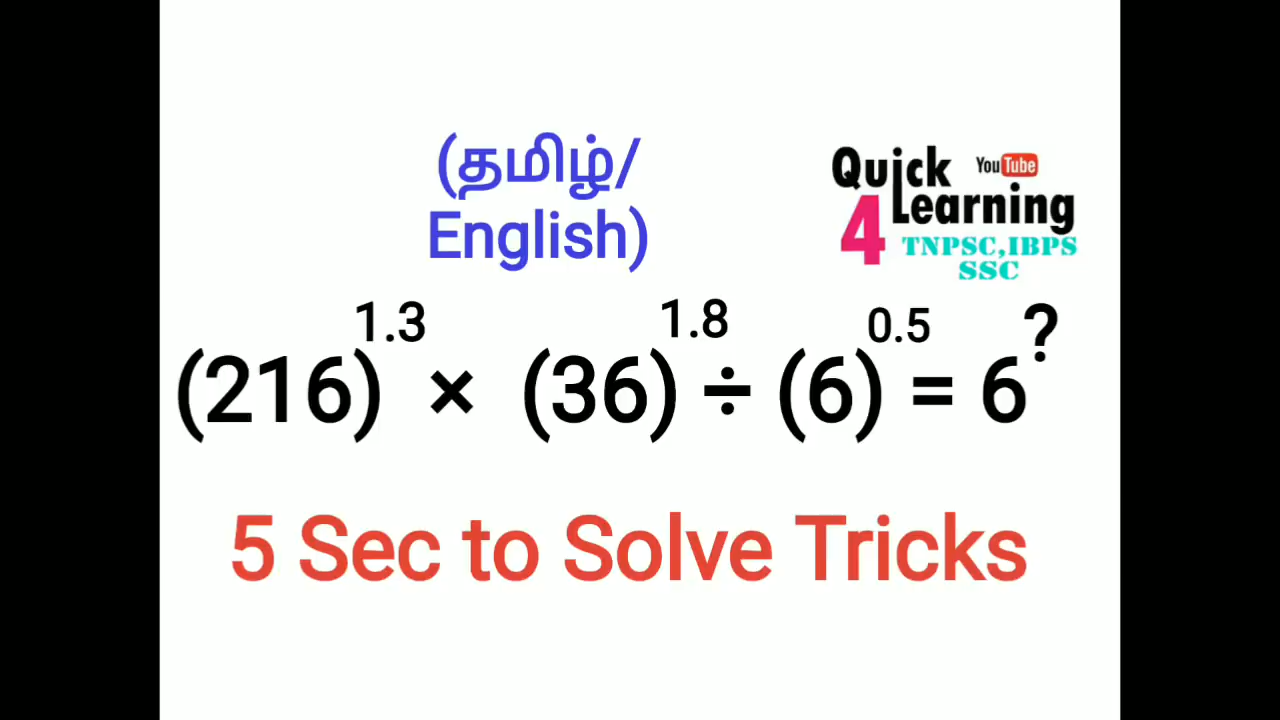 (தமிழ்/
English)
Quick
YouTube
4 Learning
TNPSC,IBPS
SSC
(216)^1.3 × (36)^1.8 ÷ (6)^0.5 = 6^?
5 Sec to Solve Tricks